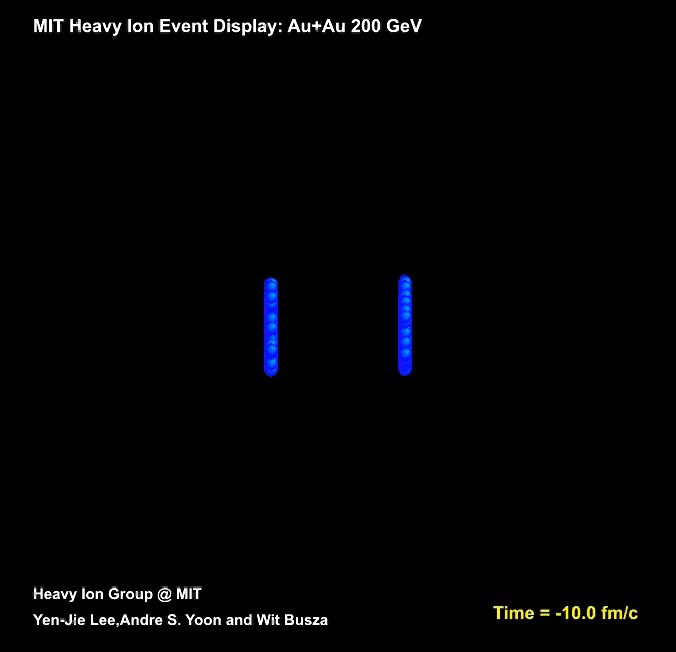 MIT Heavy Ion Event Display: Au+Au 200 GeV
Heavy Ion Group @ MIT
Yen-Jie Lee,Andre S. Yoon and Wit Busza
Time = -10.0 fm/c